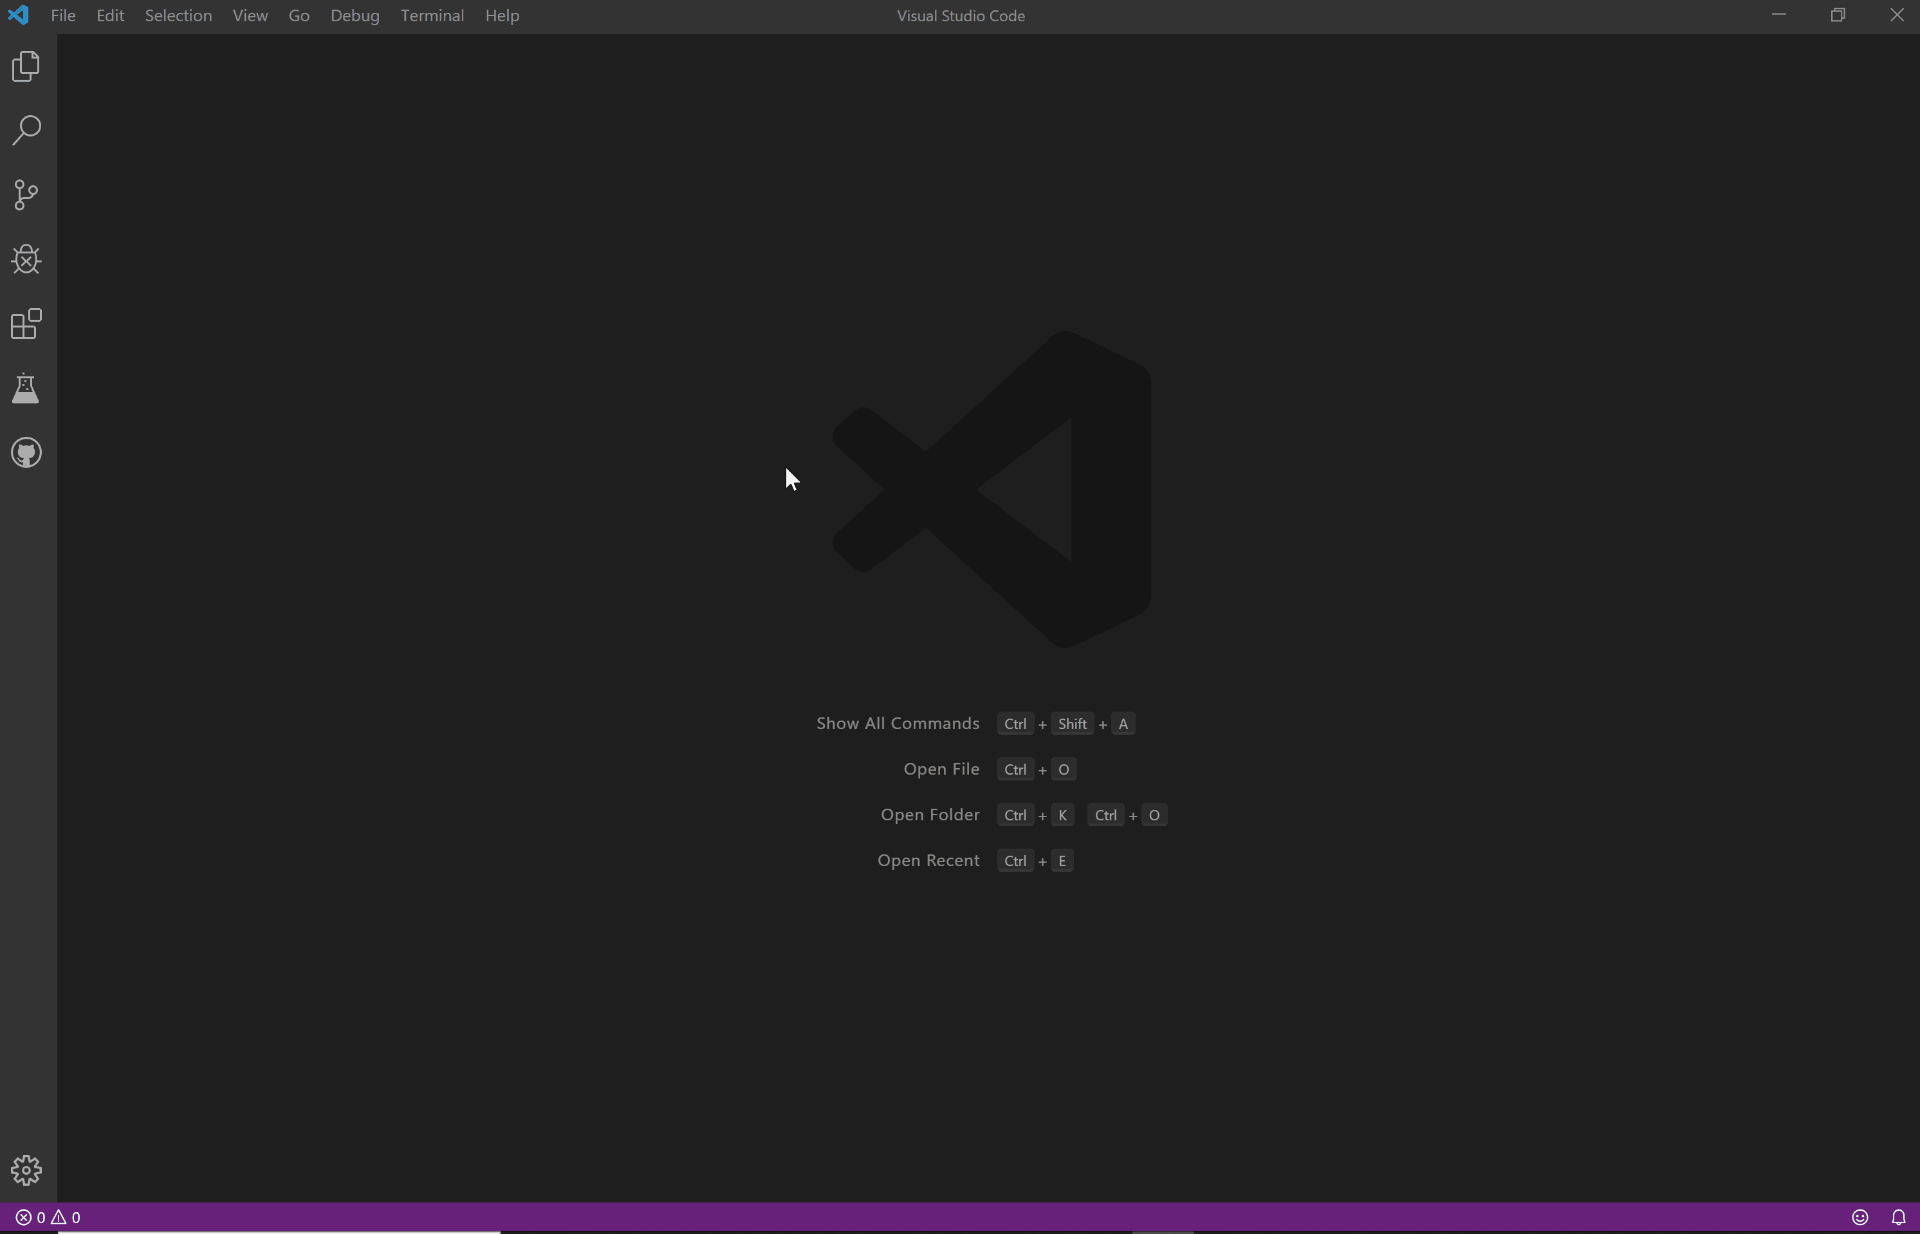 File Edit Selection View Go Debug Terminal Help Visual Studio Code
Show All Commands Ctrl + Shift + A
Open File Ctrl + O
Open Folder Ctrl + K Ctrl + O
Open Recent Ctrl + E
0 0